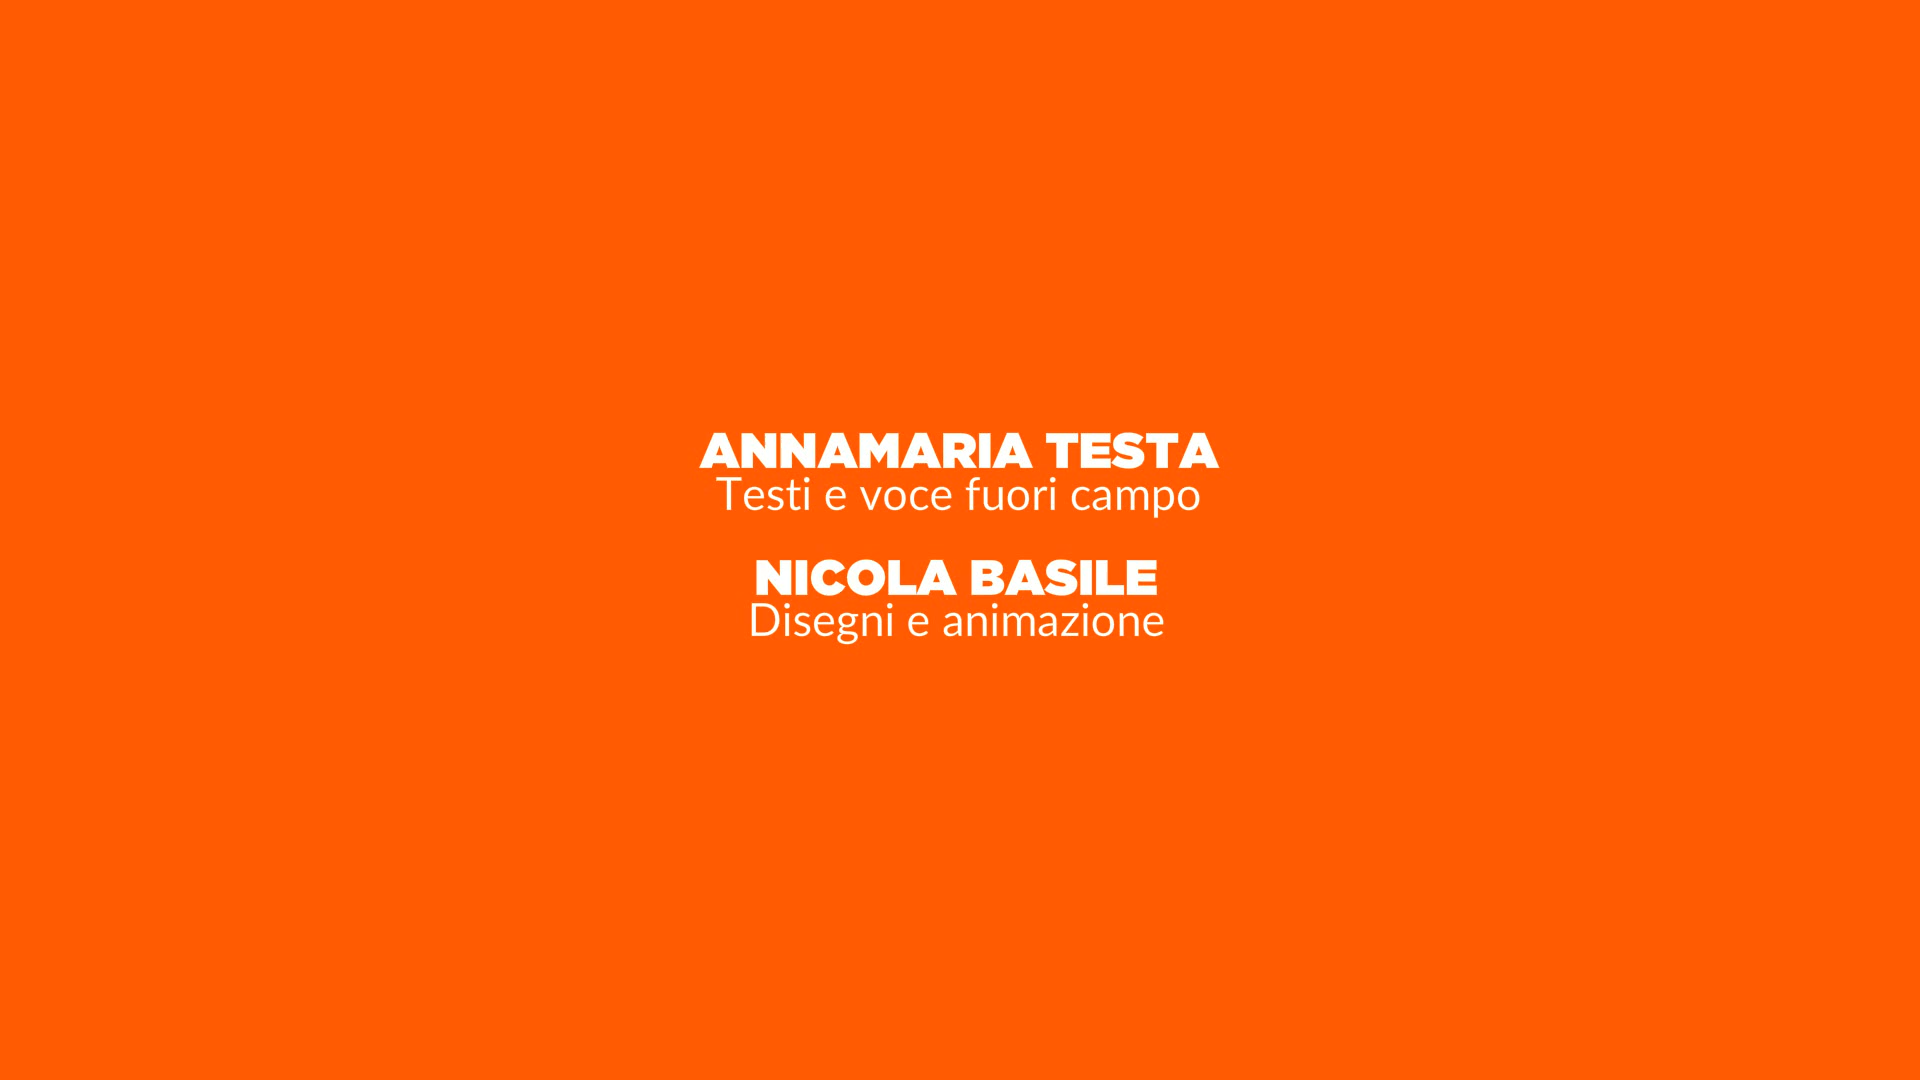 ANNAMARIA TESTA
Testi e voce fuori campo
NICOLA BASILE
Disegni e animazione